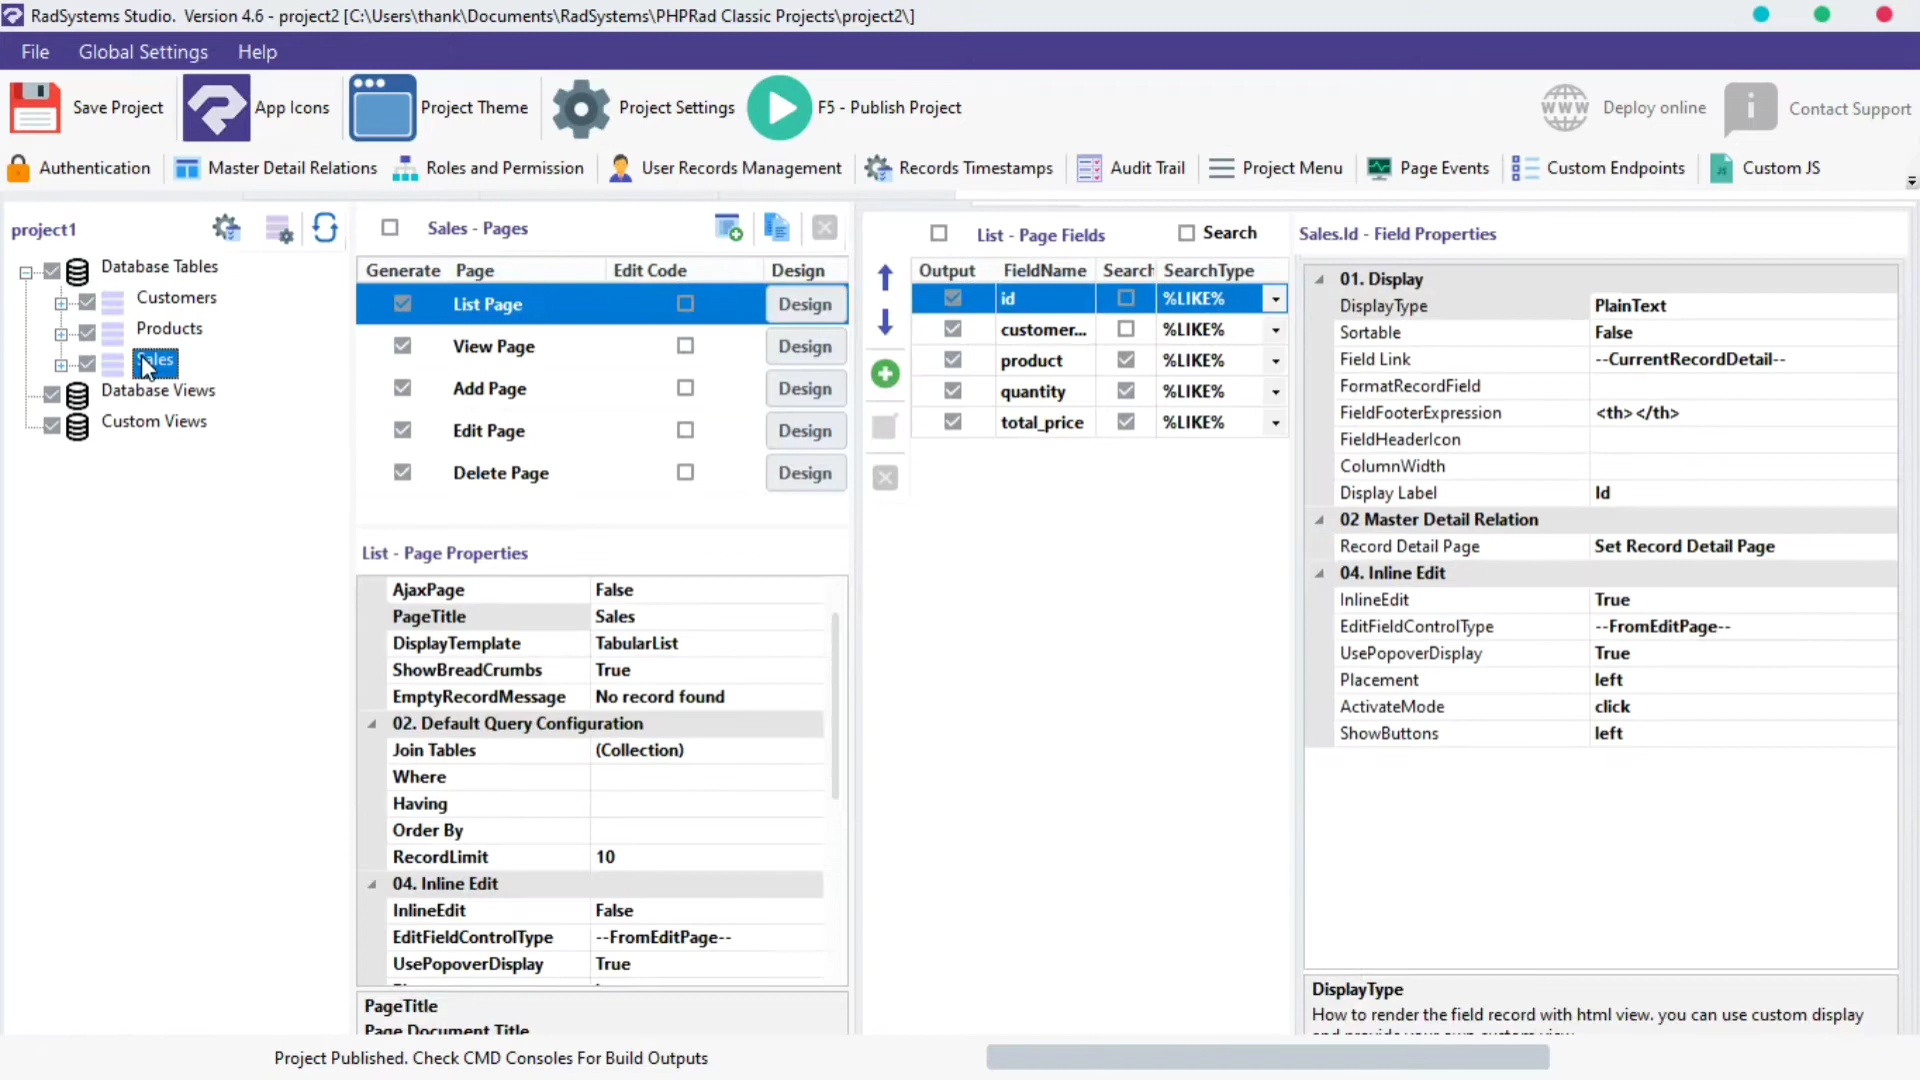 RadSystems Studio.  Version 4.6 - project2 [C:\Users\thank\Documents\RadSystems\PHPRad Classic Projects\project2\]
File Global Settings Help
Save Project App Icons Project Theme Project Settings F5 - Publish Project WWW Deploy online Contact Support
Authentication Master Detail Relations Roles and Permission User Records Management Records Timestamps Audit Trail Project Menu Page Events Custom Endpoints Custom JS
project1
Database Tables
Customers
Products
Sales
Database Views
Custom Views
Sales - Pages
Generate Page Edit Code Design
List Page Design
View Page Design
Add Page Design
Edit Page Design
Delete Page Design
List - Page Properties
AjaxPage False
PageTitle Sales
DisplayTemplate TabularList
ShowBreadCrumbs True
EmptyRecordMessage No record found
02. Default Query Configuration
Join Tables (Collection)
Where
Having
Order By
RecordLimit 10
04. Inline Edit
InlineEdit False
EditFieldControlType --FromEditPage--
UsePopoverDisplay True
PageTitle
Page Document Title
List - Page Fields Search
Output FieldName Search SearchType
id %LIKE%
customer... %LIKE%
product %LIKE%
quantity %LIKE%
total_price %LIKE%
Sales.Id - Field Properties
01. Display
DisplayType PlainText
Sortable False
Field Link --CurrentRecordDetail--
FormatRecordField
FieldFooterExpression <th></th>
FieldHeaderIcon
ColumnWidth
Display Label Id
02 Master Detail Relation
Record Detail Page Set Record Detail Page
04. Inline Edit
InlineEdit True
EditFieldControlType --FromEditPage--
UsePopoverDisplay True
Placement left
ActivateMode click
ShowButtons left
DisplayType
How to render the field record with html view. you can use custom display
Project Published. Check CMD Consoles For Build Outputs